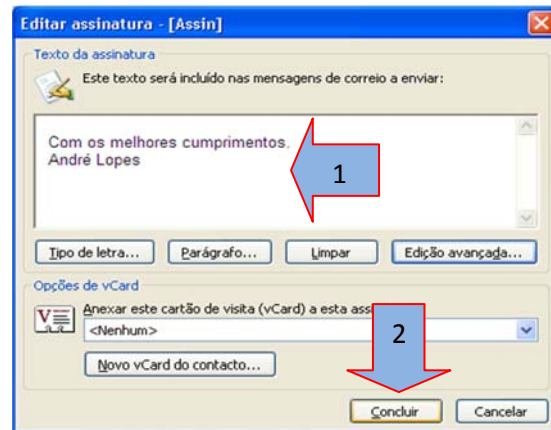 Editar assinatura - [Assin]
Texto da assinatura
Este texto será incluído nas mensagens de correio a enviar:
Com os melhores cumprimentos.
André Lopes
1
Tipo de letra... Parágrafo... Limpar Edição avançada...
Opções de vCard
Anexar este cartão de visita (vCard) a esta
<Nenhum>
2
Novo vCard do contacto...
Concluir Cancelar